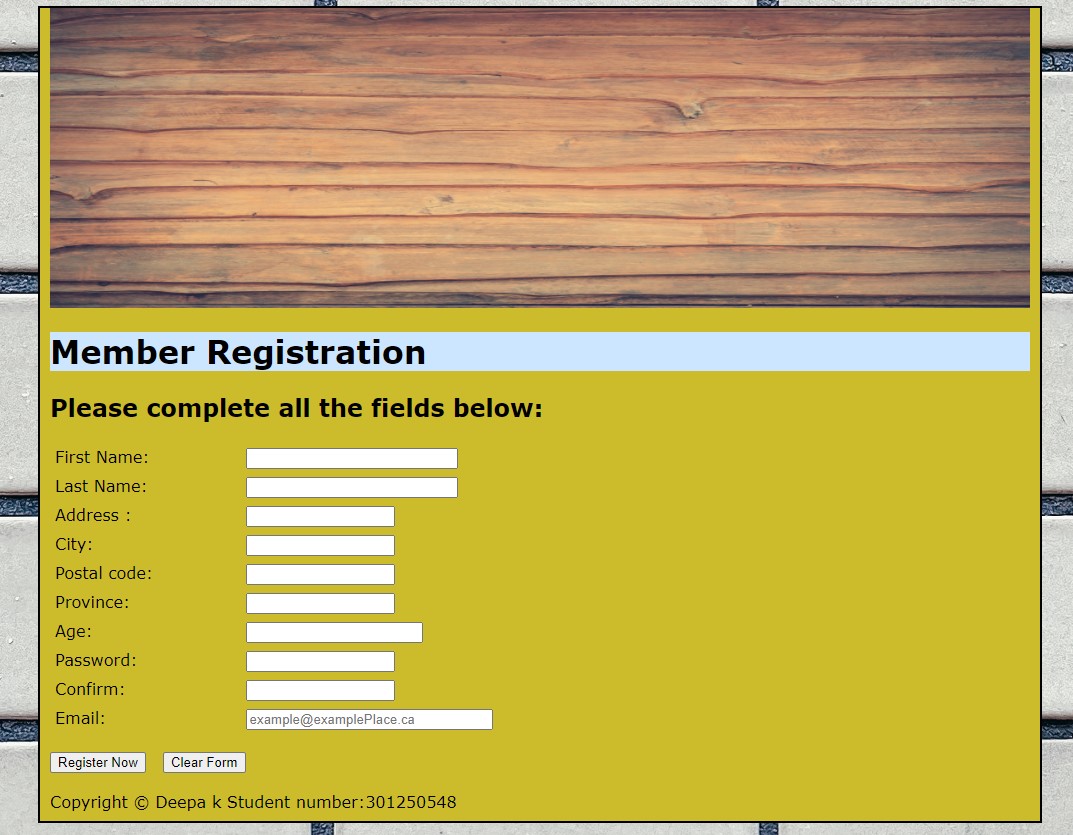 Member Registration
Please complete all the fields below:
First Name:
Last Name:
Address :
City:
Postal code:
Province:
Age:
Password:
Confirm:
Email: example@examplePlace.ca
Register Now Clear Form
Copyright © Deepa k Student number:301250548